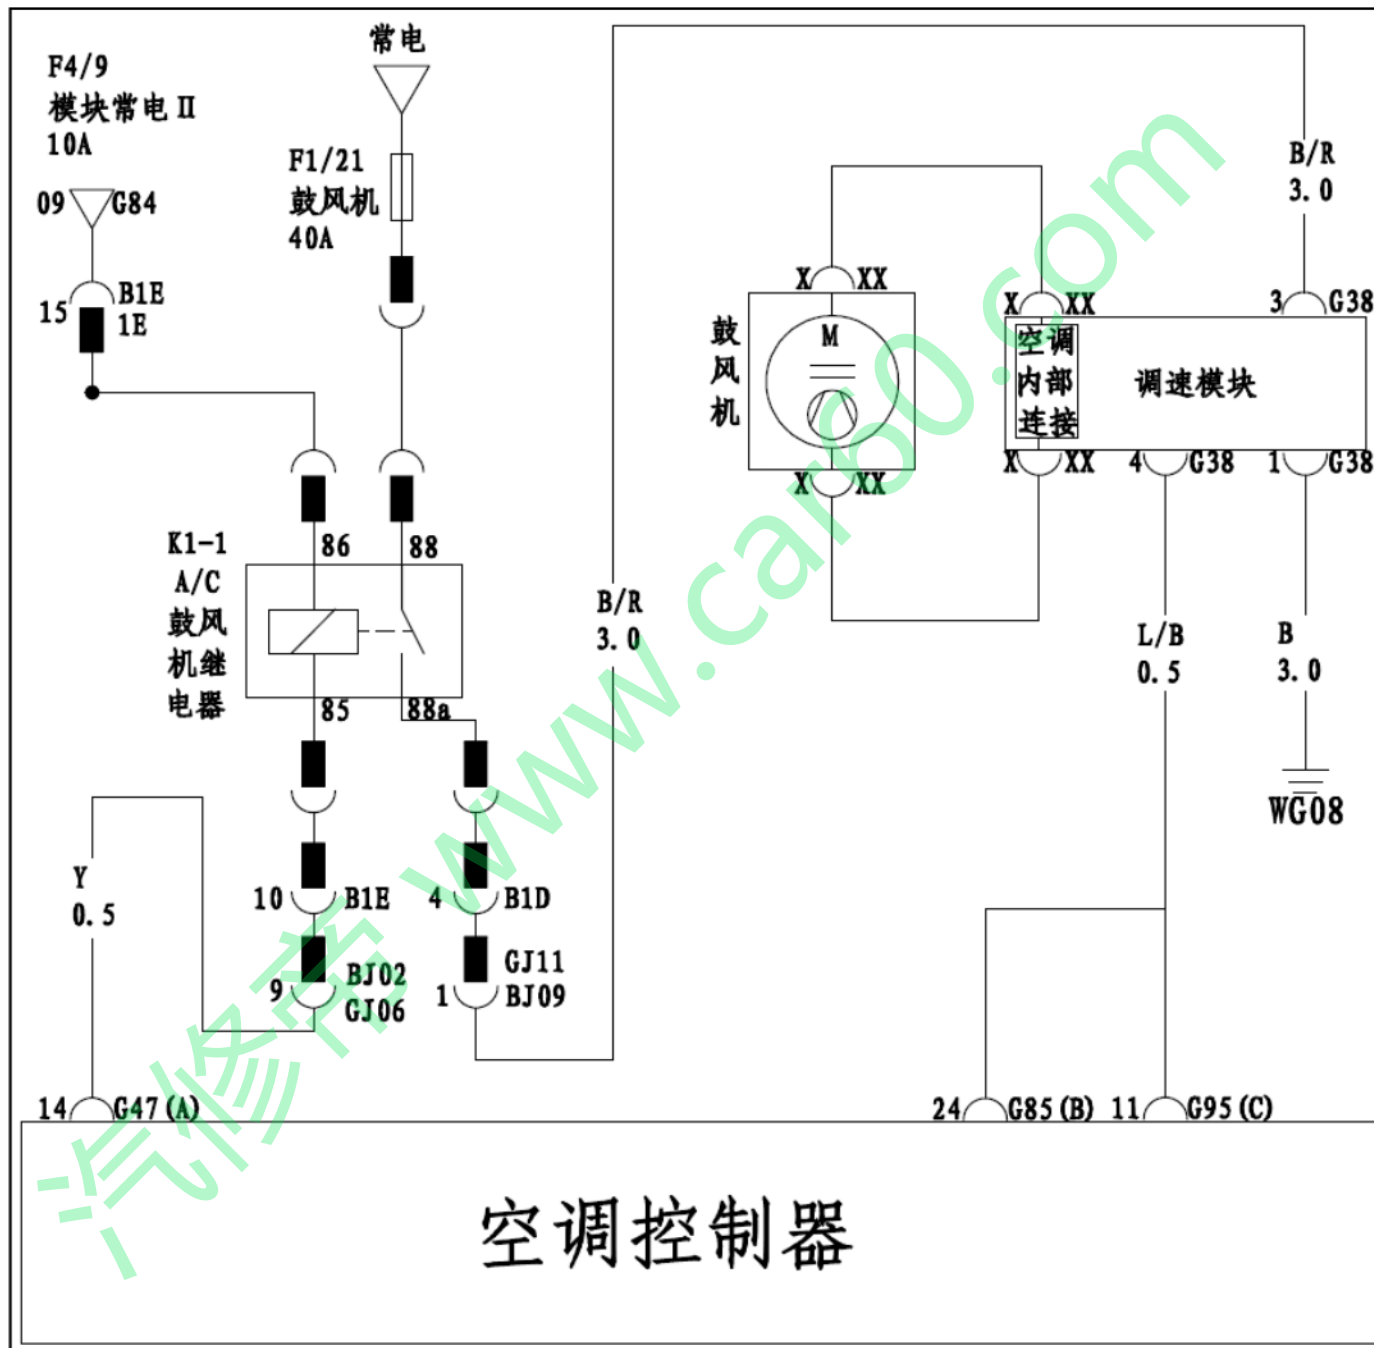 常电
F4/9
模块常电 II
10A
09
G84
F1/21
鼓风机
40A
15
B1E
1E
B/R
3.0
X
XX
X
XX
3
G38
鼓
风
机
M
空调
内部
连接
调速模块
X
XX
X
XX
4
G38
1
G38
K1-1
A/C
鼓风
机继
电器
86
88
85
88a
B/R
3.0
L/B
0.5
B
3.0
WG08
Y
0.5
10
B1E
4
B1D
9
BJ02
GJ06
1
GJ11
BJ09
14
G47(A)
24
G85(B)
11
G95(C)
空调控制器
汽修帝 www.car60.com